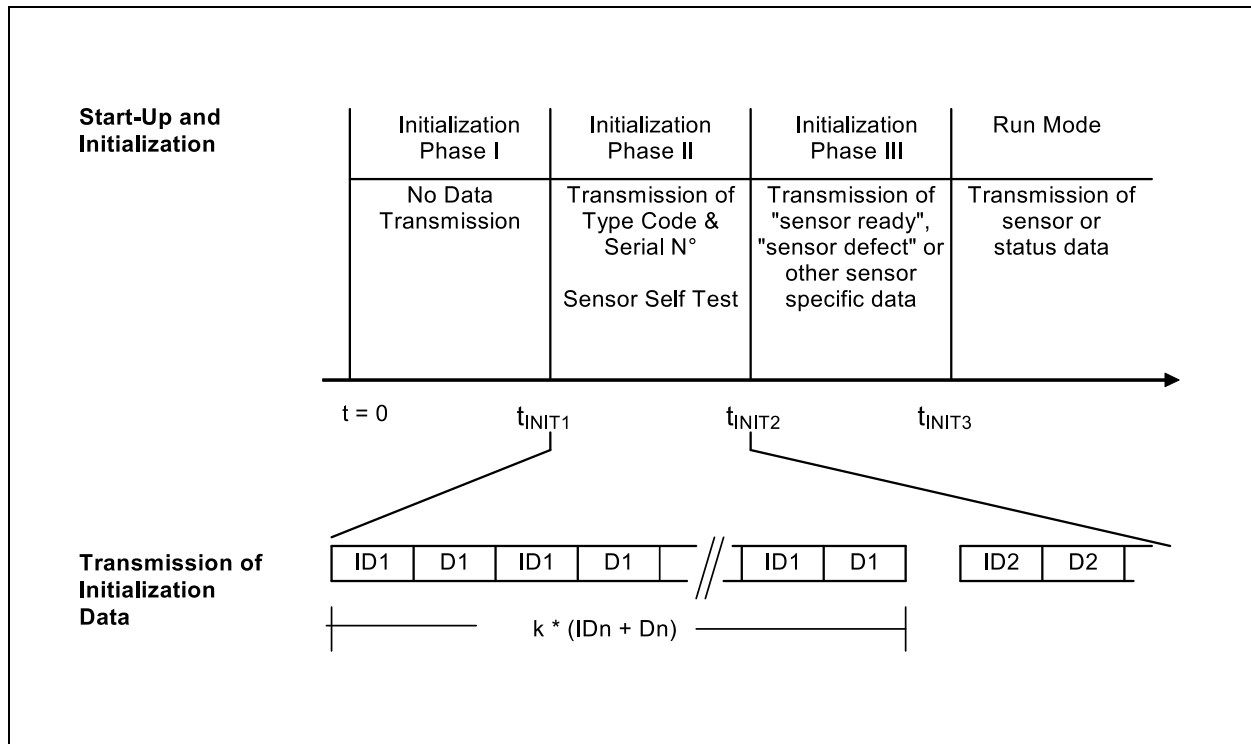 Start-Up and
Initialization
Initialization
Phase I
Initialization
Phase II
Initialization
Phase III
Run Mode
No Data
Transmission
Transmission of
Type Code &
Serial N°
Sensor Self Test
Transmission of
"sensor ready",
"sensor defect" or
other sensor
specific data
Transmission of
sensor or
status data
t = 0
tINIT1
tINIT2
tINIT3
Transmission of
Initialization
Data
ID1 D1 ID1 D1 ID1 D1 ID2 D2
k * (IDn + Dn)